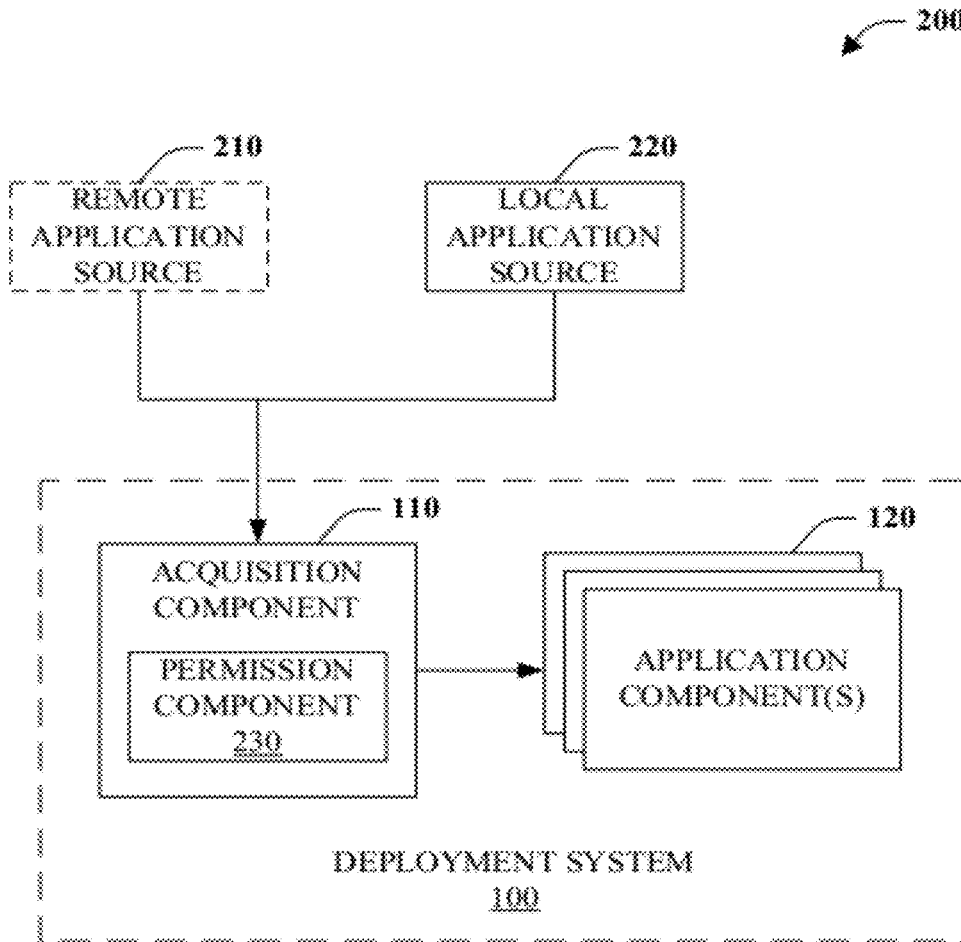 200
210
220
REMOTE
APPLICATION
SOURCE
LOCAL
APPLICATION
SOURCE
110
120
ACQUISITION
COMPONENT
PERMISSION
COMPONENT
230
APPLICATION
COMPONENT(S)
DEPLOYMENT SYSTEM
100